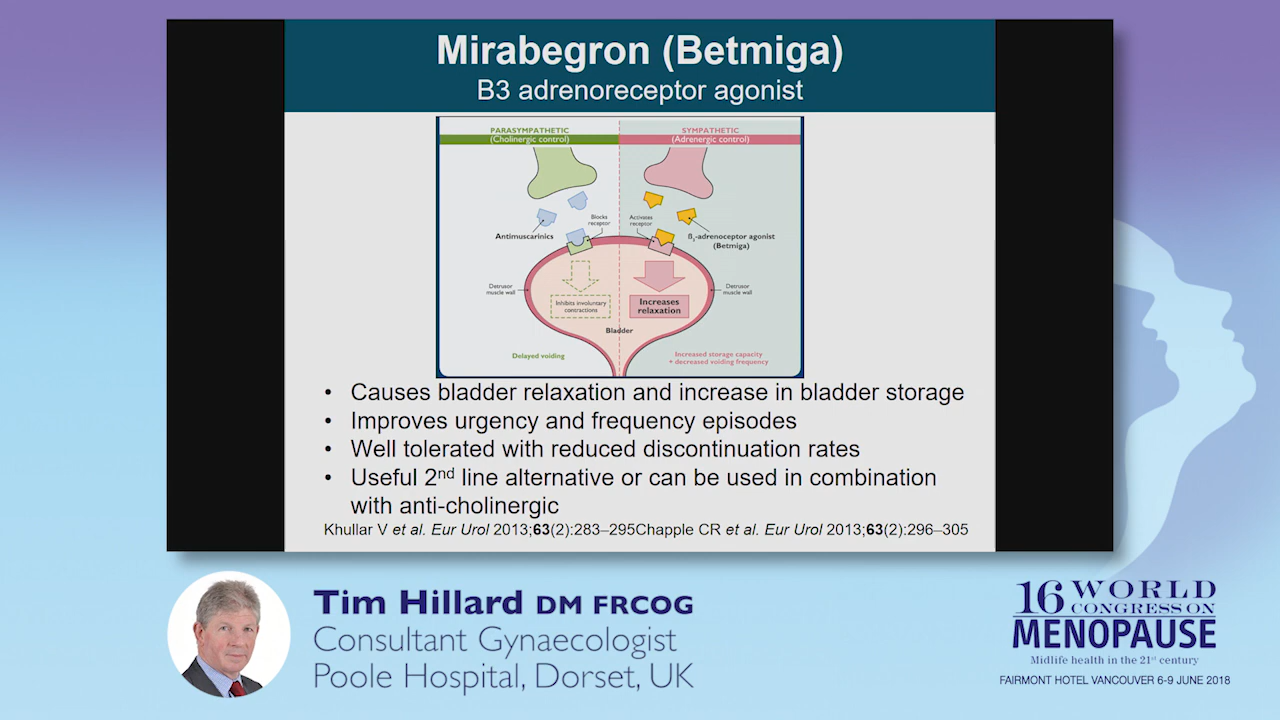 Mirabegron (Betmiga)
B3 adrenoreceptor agonist
PARASYMPATHETIC
(Cholinergic control)
SYMPATHETIC
(Adrenergic control)
Blocks
receptor
Activates
receptor
Antimuscarinics
ß3-adrenoceptor agonist
(Betmiga)
Detrusor
muscle wall
Inhibits involuntary
contractions
Increases
relaxation
Detrusor
muscle wall
Bladder
Delayed voiding
Increased storage capacity
+ decreased voiding frequency
• Causes bladder relaxation and increase in bladder storage
• Improves urgency and frequency episodes
• Well tolerated with reduced discontinuation rates
• Useful 2nd line alternative or can be used in combination
with anti-cholinergic
Khullar V et al. Eur Urol 2013;63(2):283–295Chapple CR et al. Eur Urol 2013;63(2):296–305
Tim Hillard DM FRCOG
Consultant Gynaecologist
Poole Hospital, Dorset, UK
16 WORLD
CONGRESS ON
MENOPAUSE
Midlife health in the 21st century
FAIRMONT HOTEL VANCOUVER 6-9 JUNE 2018